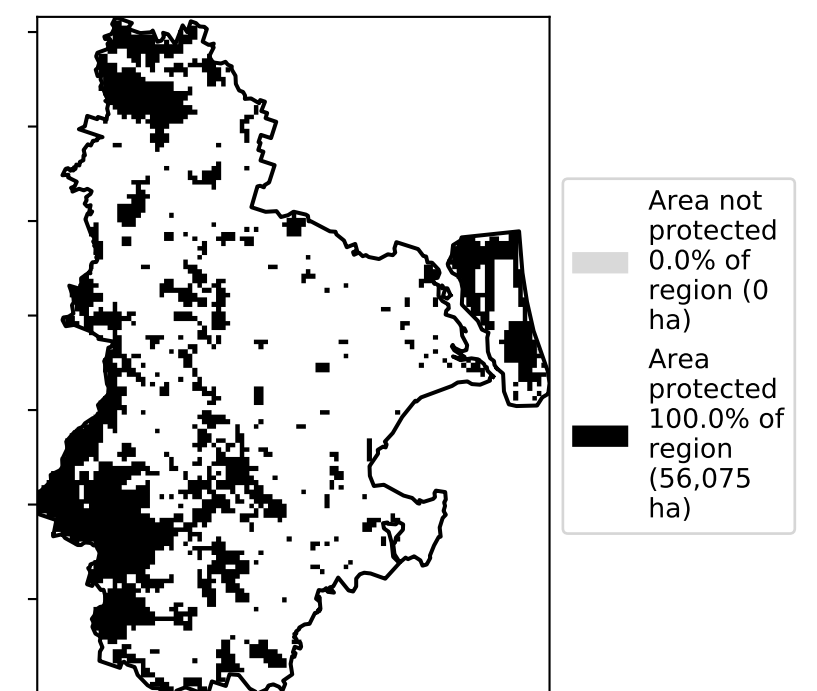 Area not
protected
0.0% of
region (0
ha)
Area
protected
100.0% of
region
(56,075
ha)